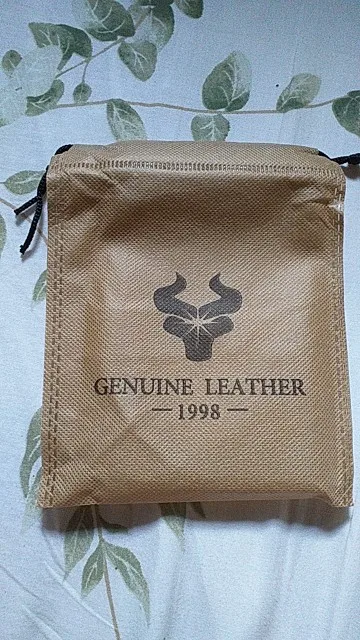 GENUINE LEATHER
— 1998 —